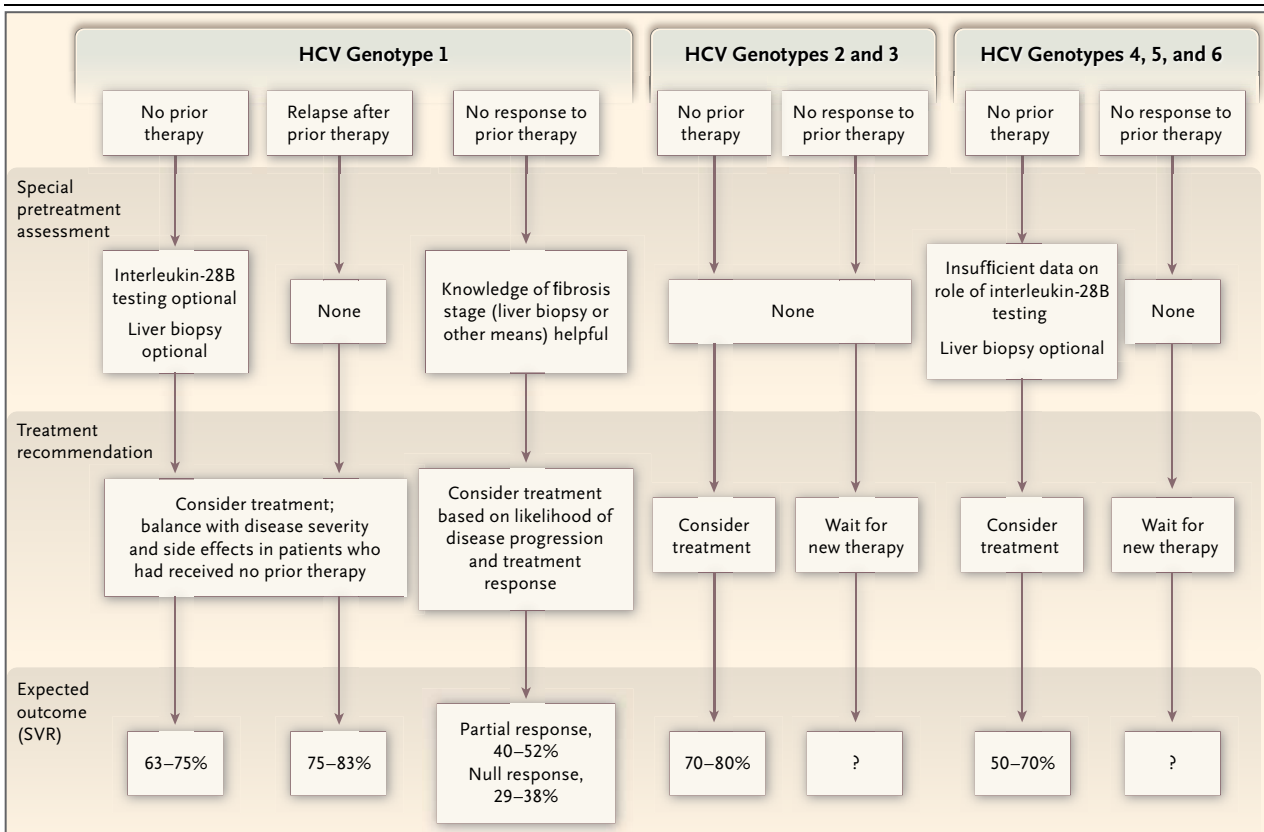 HCV Genotype 1
HCV Genotypes 2 and 3
HCV Genotypes 4, 5, and 6
No prior
therapy
Relapse after
prior therapy
No response to
prior therapy
No prior
therapy
No response to
prior therapy
No prior
therapy
No response to
prior therapy
Special
pretreatment
assessment
Interleukin-28B
testing optional
Liver biopsy
optional
None
Knowledge of fibrosis
stage (liver biopsy or
other means) helpful
None
Insufficient data on
role of interleukin-28B
testing
Liver biopsy optional
None
Treatment
recommendation
Consider treatment;
balance with disease severity
and side effects in patients who
had received no prior therapy
Consider treatment
based on likelihood of
disease progression
and treatment
response
Consider
treatment
Wait for
new therapy
Consider
treatment
Wait for
new therapy
Expected
outcome
(SVR)
63–75%
75–83%
Partial response,
40–52%
Null response,
29–38%
70–80%
?
50–70%
?